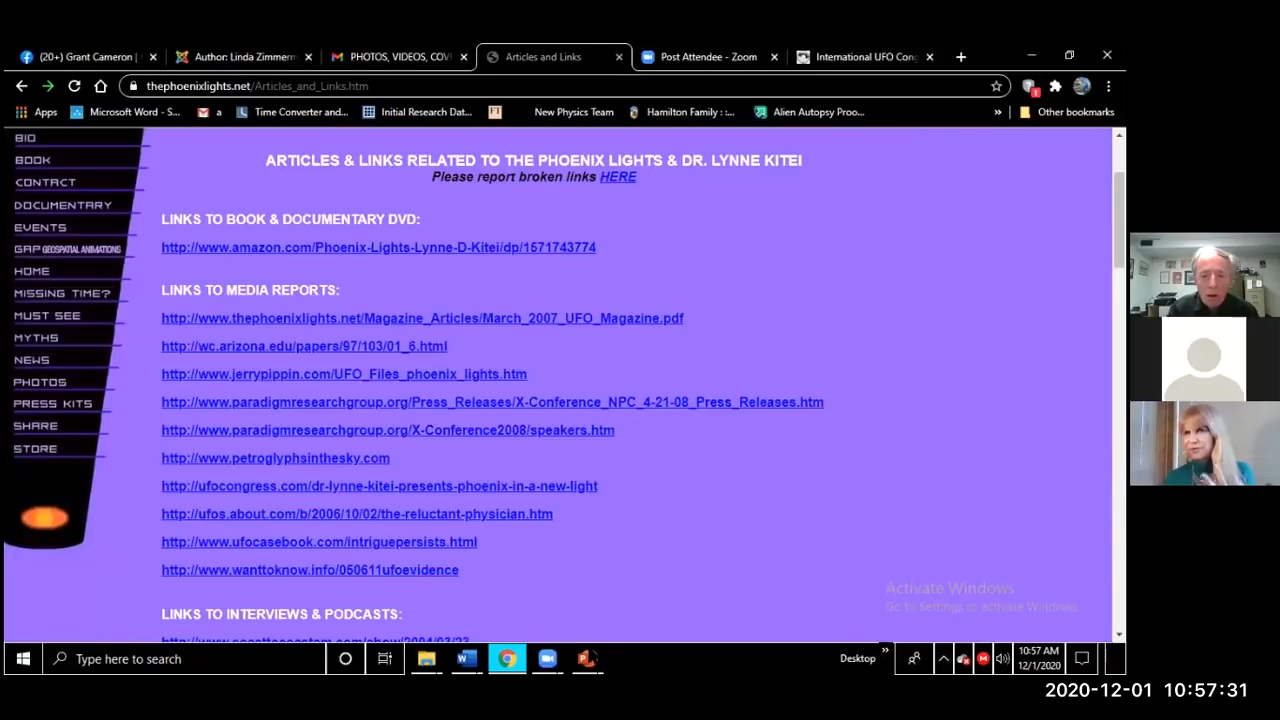 (20+) Grant Cameron |
Author: Linda Zimmerm
PHOTOS, VIDEOS, COV
Articles and Links
Post Attendee - Zoom
International UFO Cong
thephoenixlights.net/Articles_and_Links.htm
1
Apps
Microsoft Word - S...
a
Time Converter and...
Initial Research Dat...
FT
New Physics Team
Hamilton Family : ...
Alien Autopsy Proo...
»
Other bookmarks
BIO
BOOK
CONTACT
DOCUMENTARY
EVENTS
GAP GEOSPATIAL ANIMATIONS
HOME
MISSING TIME?
MUST SEE
MYTHS
NEWS
PHOTOS
PRESS KITS
SHARE
STORE
ARTICLES & LINKS RELATED TO THE PHOENIX LIGHTS & DR. LYNNE KITEI
Please report broken links HERE
LINKS TO BOOK & DOCUMENTARY DVD:
http://www.amazon.com/Phoenix-Lights-Lynne-D-Kitei/dp/1571743774
LINKS TO MEDIA REPORTS:
http://www.thephoenixlights.net/Magazine_Articles/March_2007_UFO_Magazine.pdf
http://wc.arizona.edu/papers/97/103/01_6.html
http://www.jerrypippin.com/UFO_Files_phoenix_lights.htm
http://www.paradigmresearchgroup.org/Press_Releases/X-Conference_NPC_4-21-08_Press_Releases.htm
http://www.paradigmresearchgroup.org/X-Conference2008/speakers.htm
http://www.petroglyphsinthesky.com
http://ufocongress.com/dr-lynne-kitei-presents-phoenix-in-a-new-light
http://ufos.about.com/b/2006/10/02/the-reluctant-physician.htm
http://www.ufocasebook.com/intriguepersists.html
http://www.wanttoknow.info/050611ufoevidence
LINKS TO INTERVIEWS & PODCASTS:
Activate Windows
Go to Settings to activate Windows.
Type here to search
Desktop
»
10:57 AM
12/1/2020
2020-12-01 10:57:31